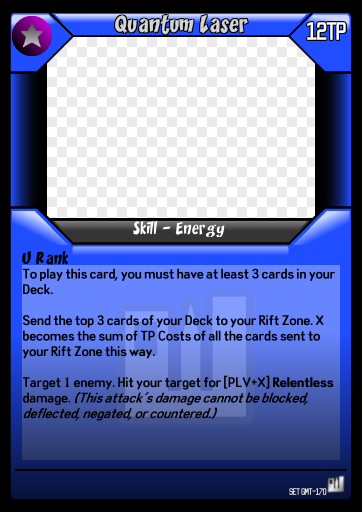 Quantum Laser
12TP
Skill - Energy
U Rank
To play this card, you must have at least 3 cards in your
Deck.
Send the top 3 cards of your Deck to your Rift Zone. X
becomes the sum of TP Costs of all the cards sent to
your Rift Zone this way.
Target 1 enemy. Hit your target for [PLV+X] Relentless
damage. (This attack's damage cannot be blocked,
deflected, negated, or countered.)
SET GMT-170